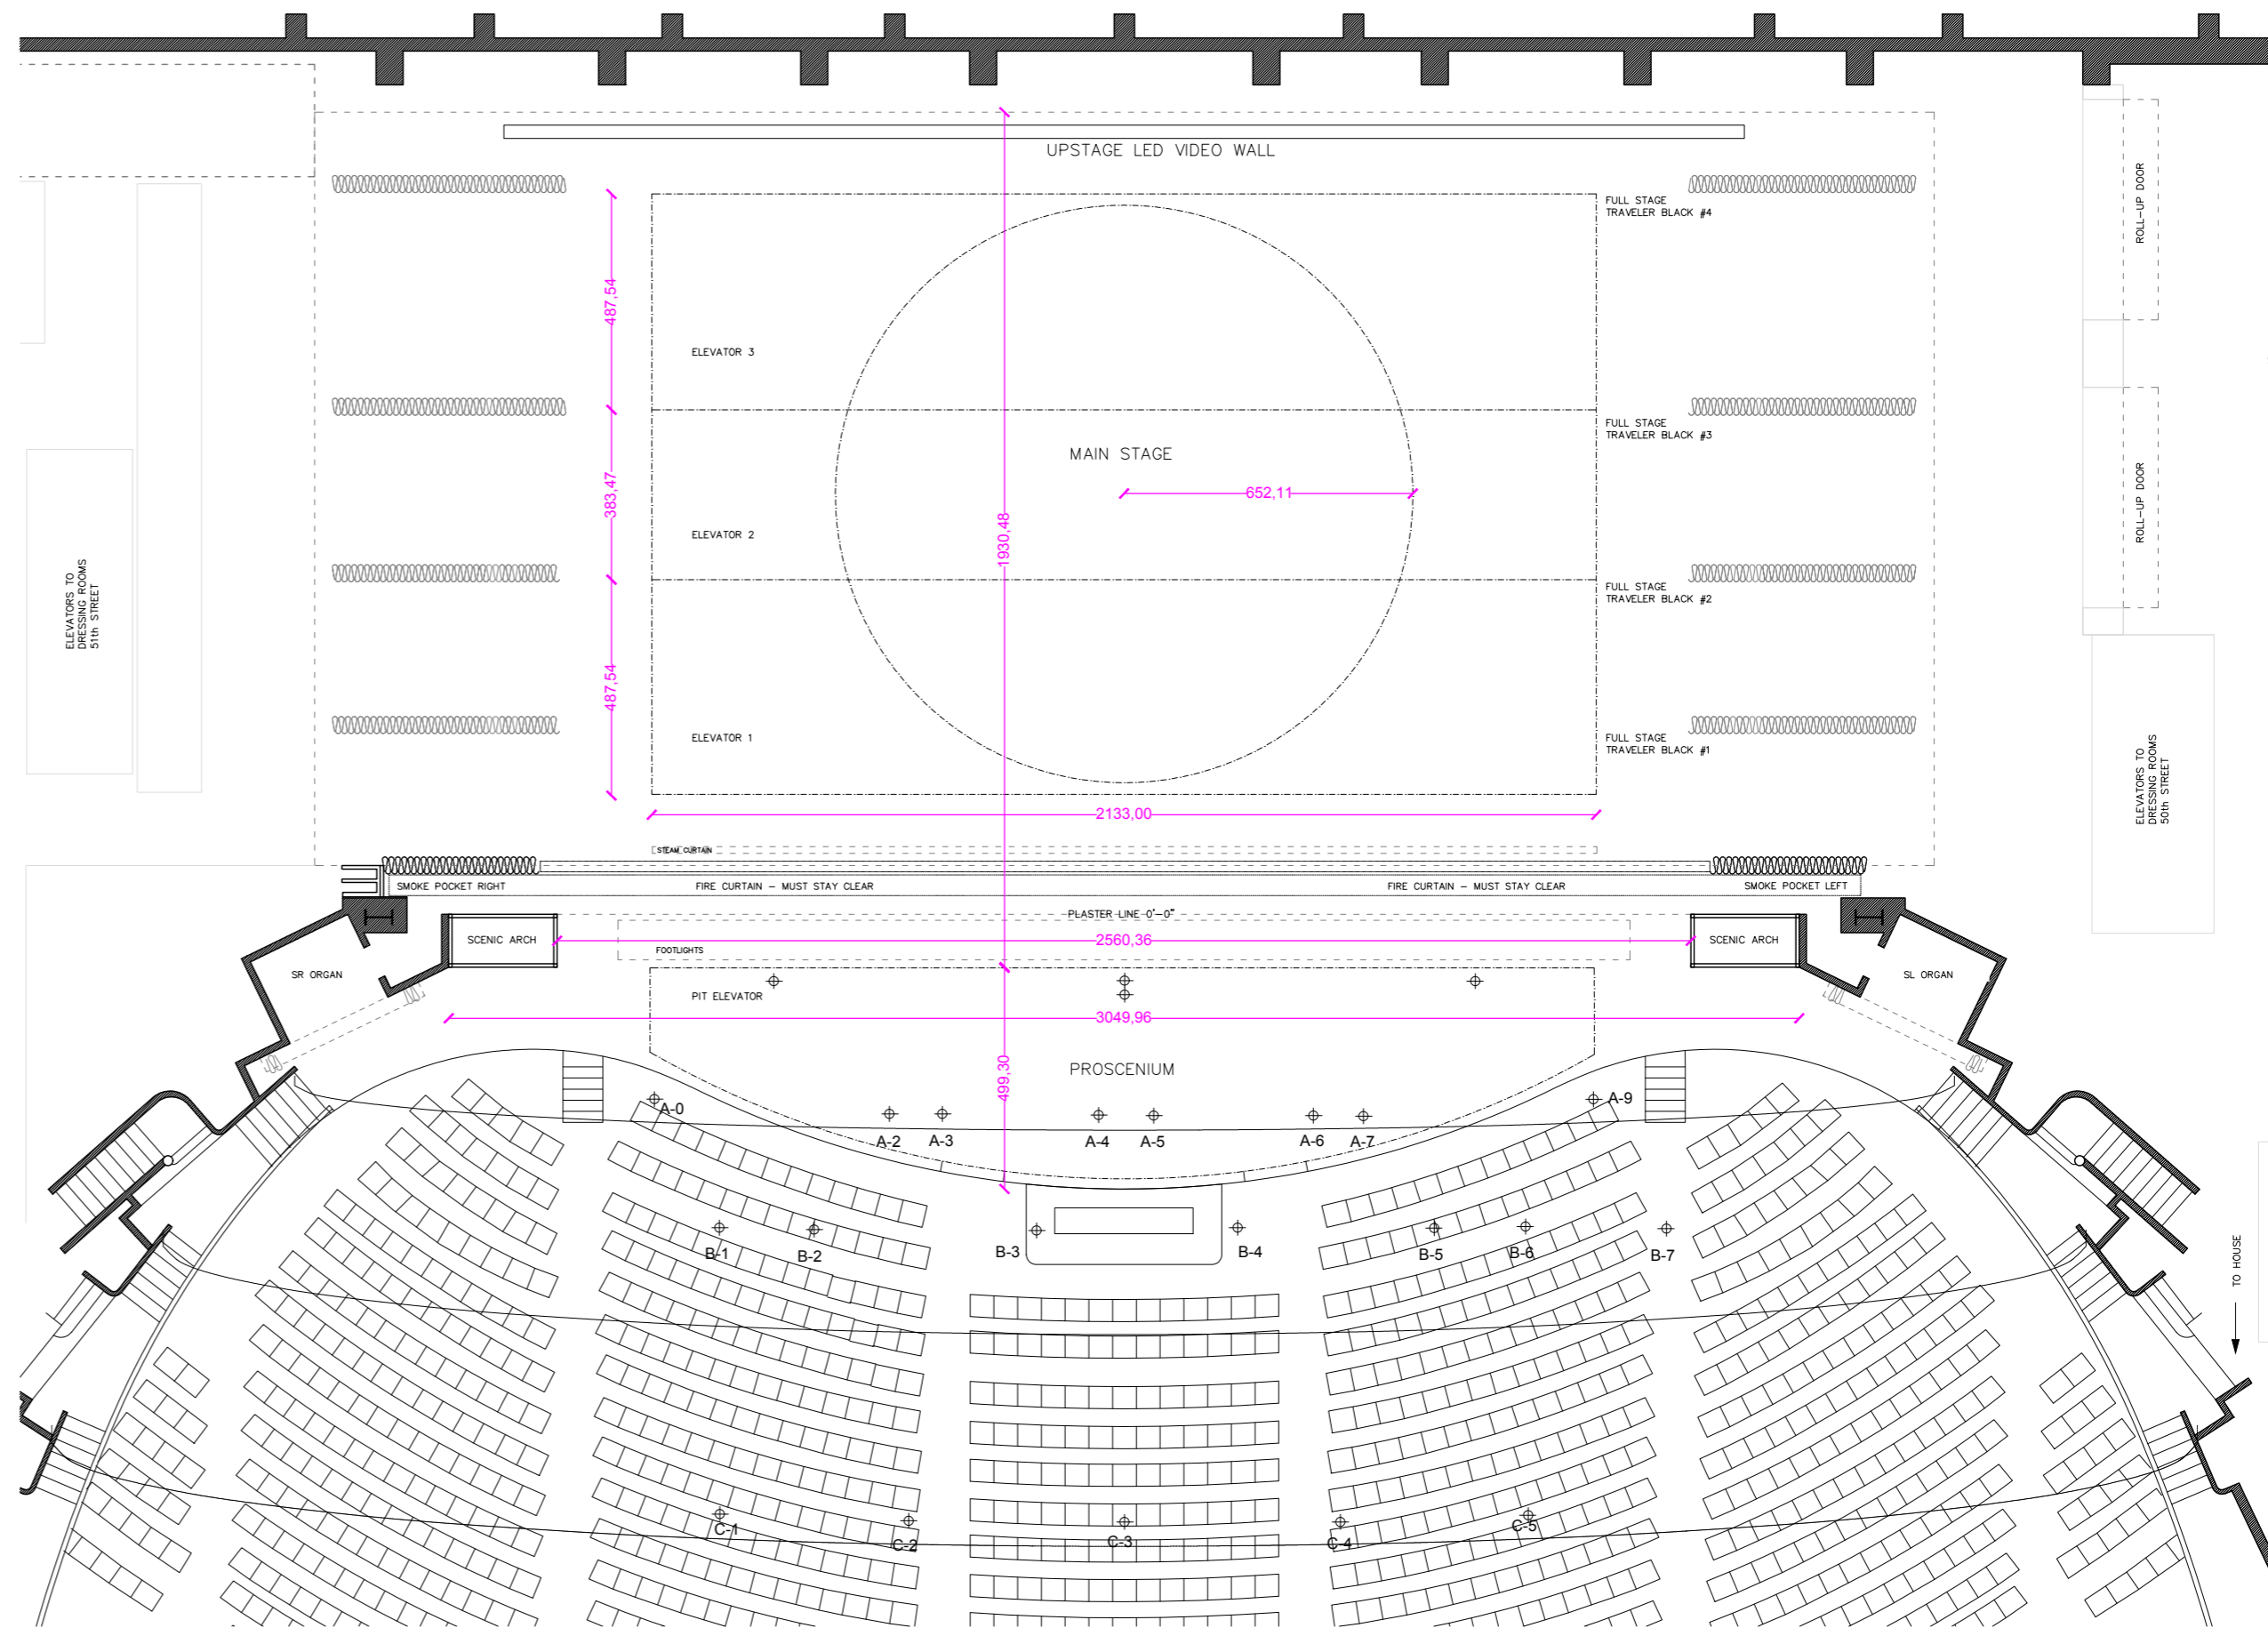 UPSTAGE LED VIDEO WALL
FULL STAGE
TRAVELER BLACK #4
ROLL-UP DOOR
487,54
ELEVATOR 3
FULL STAGE
TRAVELER BLACK #3
MAIN STAGE
383,47
652,11
1930,48
ELEVATOR 2
ROLL-UP DOOR
ELEVATORS TO
DRESSING ROOMS
51th STREET
FULL STAGE
TRAVELER BLACK #2
487,54
ELEVATOR 1
FULL STAGE
TRAVELER BLACK #1
ELEVATORS TO
DRESSING ROOMS
50th STREET
2133,00
STEAM CURTAIN
SMOKE POCKET RIGHT
FIRE CURTAIN - MUST STAY CLEAR
FIRE CURTAIN - MUST STAY CLEAR
SMOKE POCKET LEFT
PLASTER LINE 0'-0"
SCENIC ARCH
2560,36
SCENIC ARCH
FOOTLIGHTS
SR ORGAN
SL ORGAN
PIT ELEVATOR
3049,96
499,30
PROSCENIUM
A-0
A-9
A-2
A-3
A-4
A-5
A-6
A-7
B-1
B-2
B-3
B-4
B-5
B-6
B-7
TO HOUSE
C-1
C-2
C-3
C-4
C-5